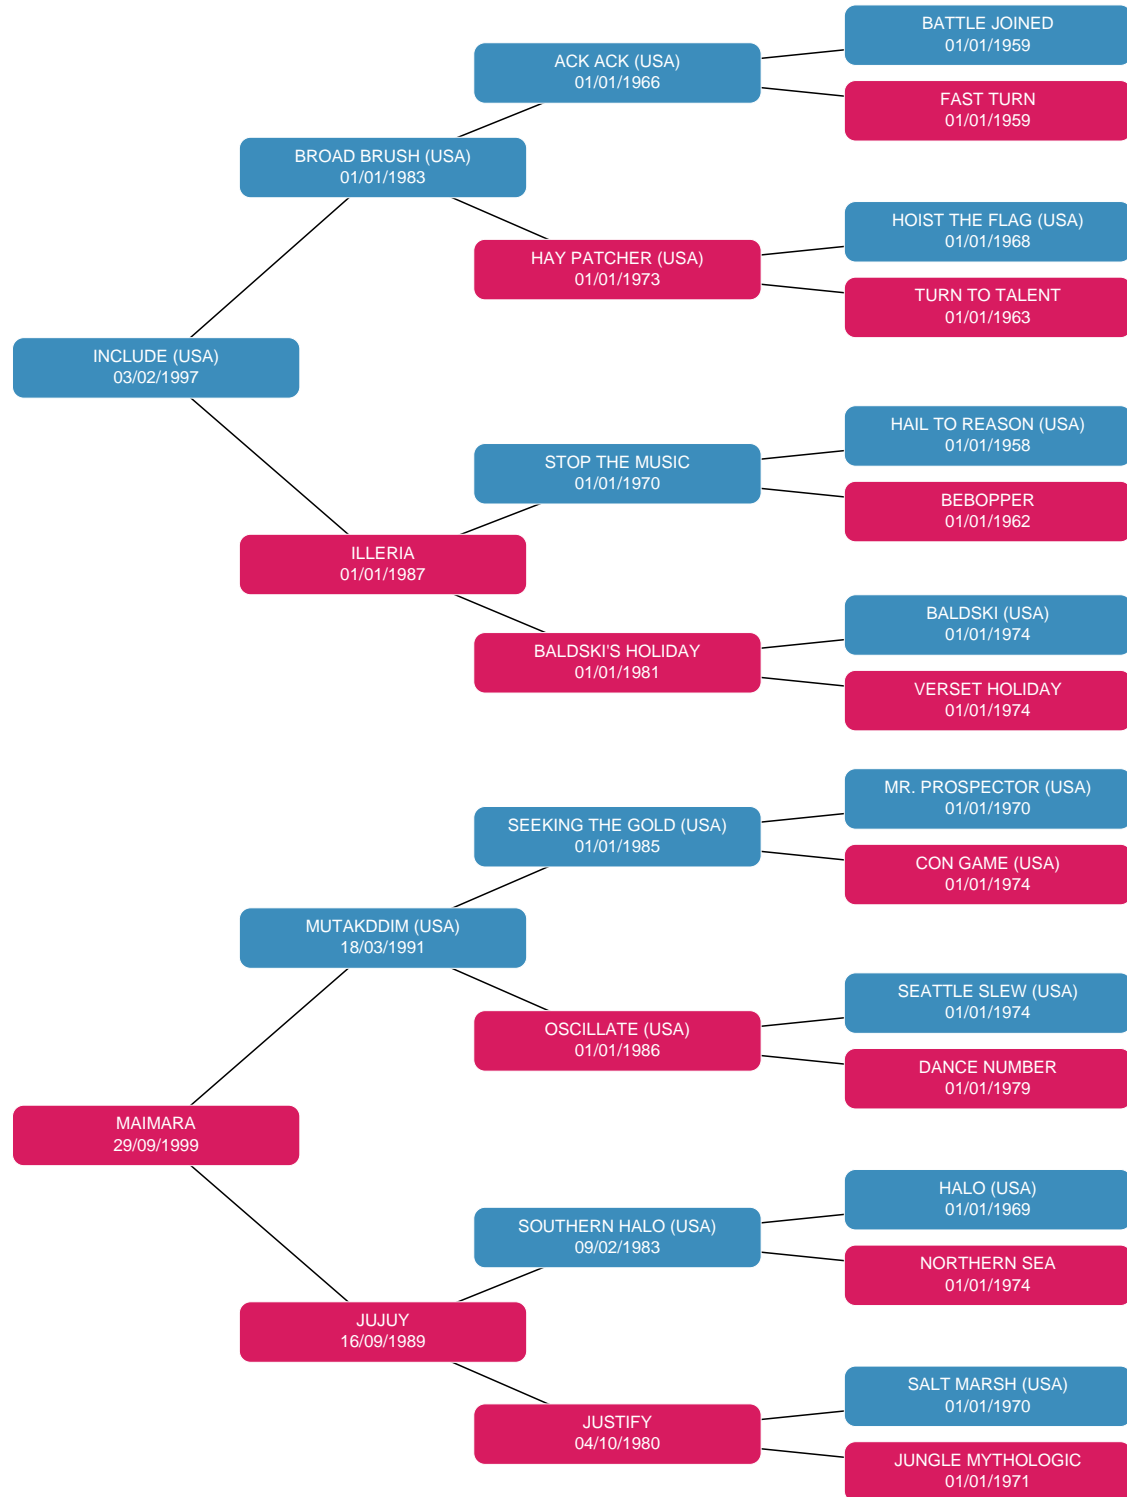 BATTLE JOINED
01/01/1959
ACK ACK (USA)
01/01/1966
FAST TURN
01/01/1959
BROAD BRUSH (USA)
01/01/1983
HOIST THE FLAG (USA)
01/01/1968
HAY PATCHER (USA)
01/01/1973
TURN TO TALENT
01/01/1963
INCLUDE (USA)
03/02/1997
HAIL TO REASON (USA)
01/01/1958
STOP THE MUSIC
01/01/1970
BEBOPPER
01/01/1962
ILLERIA
01/01/1987
BALDSKI (USA)
01/01/1974
BALDSKI'S HOLIDAY
01/01/1981
VERSET HOLIDAY
01/01/1974
MR. PROSPECTOR (USA)
01/01/1970
SEEKING THE GOLD (USA)
01/01/1985
CON GAME (USA)
01/01/1974
MUTAKDDIM (USA)
18/03/1991
SEATTLE SLEW (USA)
01/01/1974
OSCILLATE (USA)
01/01/1986
DANCE NUMBER
01/01/1979
MAIMARA
29/09/1999
HALO (USA)
01/01/1969
SOUTHERN HALO (USA)
09/02/1983
NORTHERN SEA
01/01/1974
JUJUY
16/09/1989
SALT MARSH (USA)
01/01/1970
JUSTIFY
04/10/1980
JUNGLE MYTHOLOGIC
01/01/1971